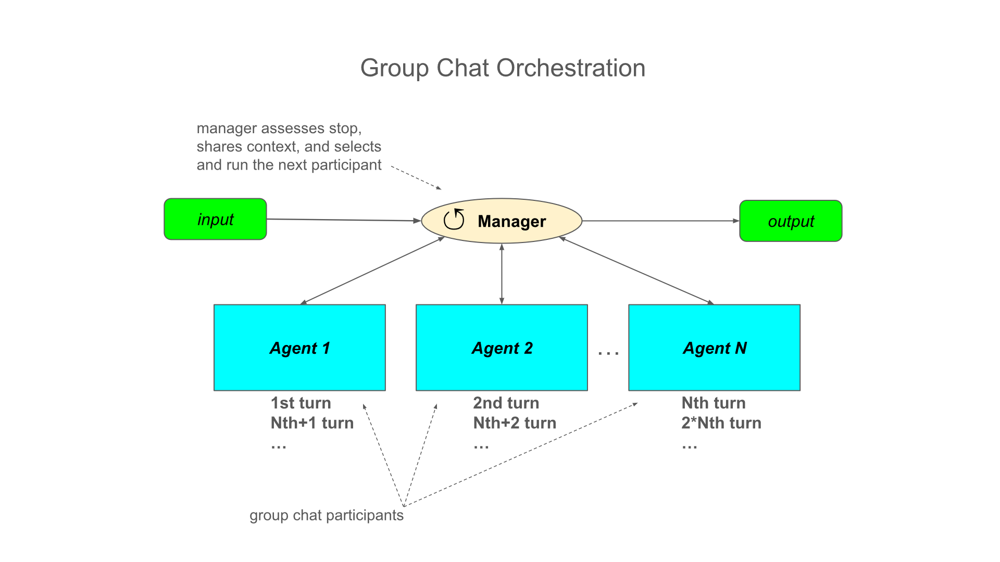 Group Chat Orchestration
manager assesses stop,
shares context, and selects
and run the next participant
input
Manager
output
Agent 1
Agent 2
...
Agent N
1st turn
Nth+1 turn
...
2nd turn
Nth+2 turn
...
Nth turn
2*Nth turn
...
group chat participants